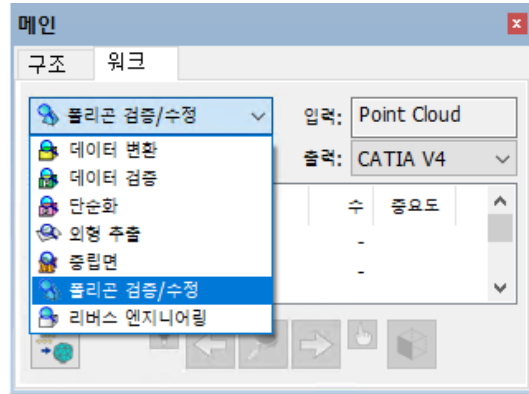 메인
구조 워크
폴리곤 검증/수정 입력: Point Cloud
데이터 변환 출력: CATIA V4
데이터 검증
단순화 수 중요도
외형 추출 -
중립면 -
폴리곤 검증/수정
리버스 엔지니어링